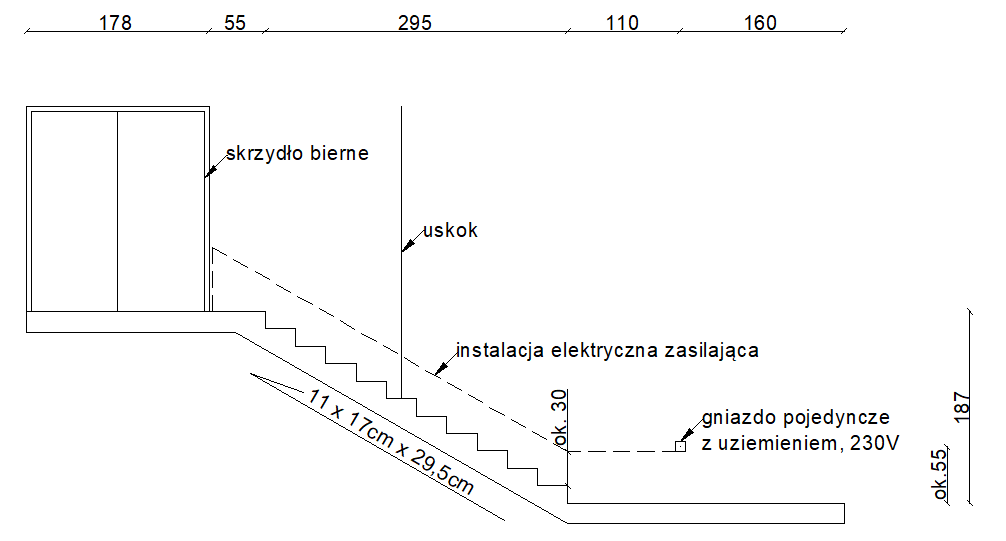 178 55 295 110 160
skrzydło bierne
uskok
instalacja elektryczna zasilająca
11 x 17cm x 29,5cm
ok. 30
gniazdo pojedyncze
z uziemieniem, 230V
ok.55
187